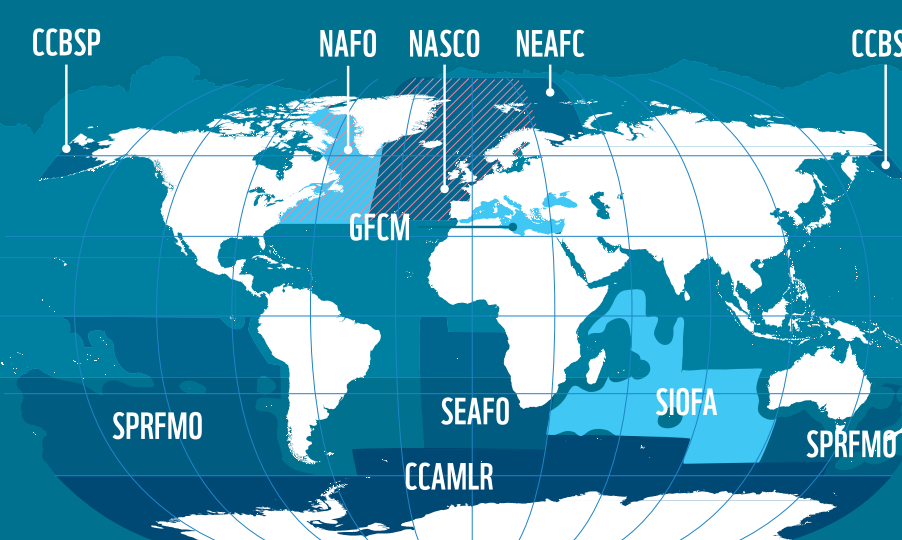 CCBSP
NAFO
NASCO
NEAFC
CCBS
GFCM
SIOFA
SEAFO
SPRFMO
SPRFMO
CCAMLR